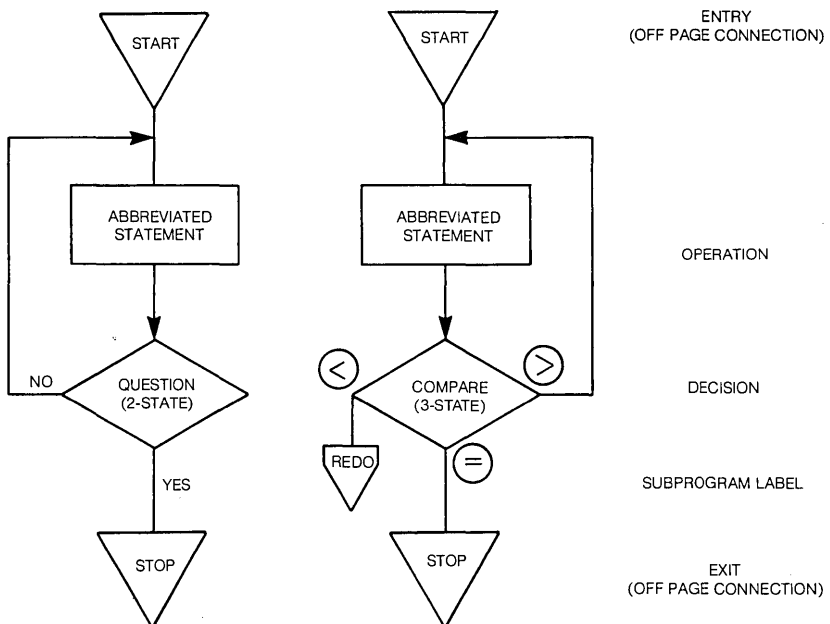 START
START
ENTRY
(OFF PAGE CONNECTION)
ABBREVIATED
STATEMENT
ABBREVIATED
STATEMENT
OPERATION
NO
QUESTION
(2-STATE)
<
COMPARE
(3-STATE)
>
DECISION
REDO
=
YES
SUBPROGRAM LABEL
STOP
STOP
EXIT
(OFF PAGE CONNECTION)